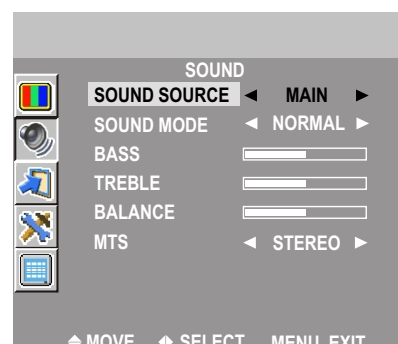 SOUND
SOUND SOURCE ◀ MAIN ▶
SOUND MODE ◀ NORMAL ▶
BASS
TREBLE
BALANCE
MTS ◀ STEREO ▶
MOVE SELECT MENU EXIT